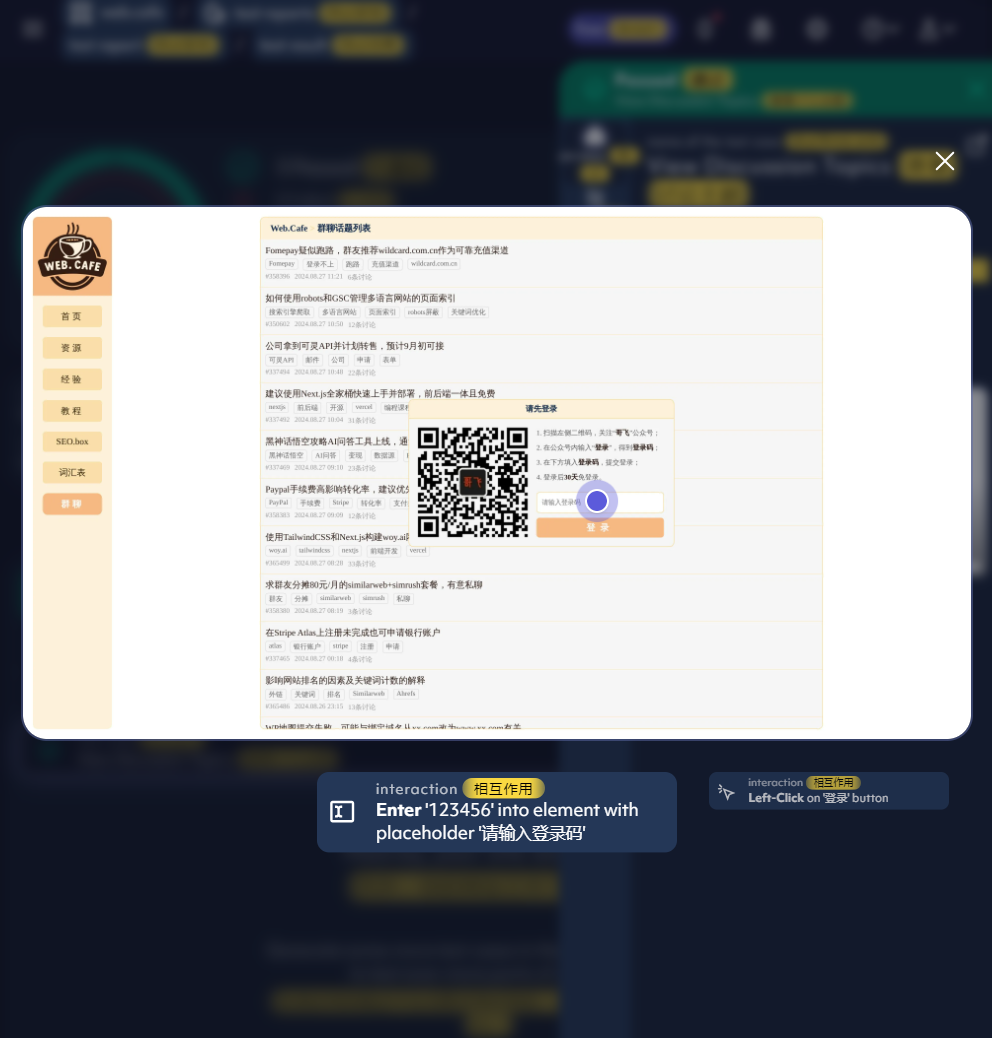 WEB.CAFE
首 页
资 源
经 验
教 程
SEO.box
词汇表
群 聊
Web.Cafe 群聊话题列表
Fomepay疑似跑路，群友推荐wildcard.com.cn作为可靠充值渠道
Fomepay 登录不上 跑路 充值渠道 wildcard.com.cn
#358396 2024.08.27 11:21 6条讨论
如何使用robots和GSC管理多语言网站的页面索引
搜索引擎爬取 多语言网站 页面索引 robots屏蔽 关键词优化
#350602 2024.08.27 10:50 12条讨论
公司拿到可灵API并计划转售，预计9月初可接
可灵API 邮件 公司 申请 表单
#337494 2024.08.27 10:48 22条讨论
建议使用Next.js全家桶快速上手并部署，前后端一体且免费
nextjs 前后端 开源 vercel 编程课程
#337492 2024.08.27 10:04 31条讨论
黑神话悟空攻略AI问答工具上线，通
黑神话悟空 AI问答 变现 数据源
#337469 2024.08.27 09:10 23条讨论
Paypal手续费高影响转化率，建议优先
PayPal 手续费 Stripe 转化率 支付
#358383 2024.08.27 09:09 12条讨论
使用TailwindCSS和Next.js构建woy.ai
woy.ai tailwindcss nextjs 前端开发 vercel
#365499 2024.08.27 08:28 33条讨论
求群友分摊80元/月的similarweb+simrush套餐，有意私聊
群友 分摊 similarweb simrush 私聊
#358380 2024.08.27 08:19 3条讨论
在Stripe Atlas上注册未完成也可申请银行账户
atlas 银行账户 stripe 注册 申请
#337465 2024.08.27 00:18 4条讨论
影响网站排名的因素及关键词计数的解释
外链 关键词 排名 Similarweb Ahrefs
#365486 2024.08.26 23:15 13条讨论
请先登录
哥飞
1. 扫描左侧二维码，关注“哥飞”公众号；
2. 在公众号内输入“登录”，得到登录码；
3. 在下方填入登录码，提交登录；
4. 登录后30天免登录。
请输入登录码
登 录
interaction 相互作用
Enter '123456' into element with
placeholder '请输入登录码'
interaction 相互作用
Left-Click on '登录' button